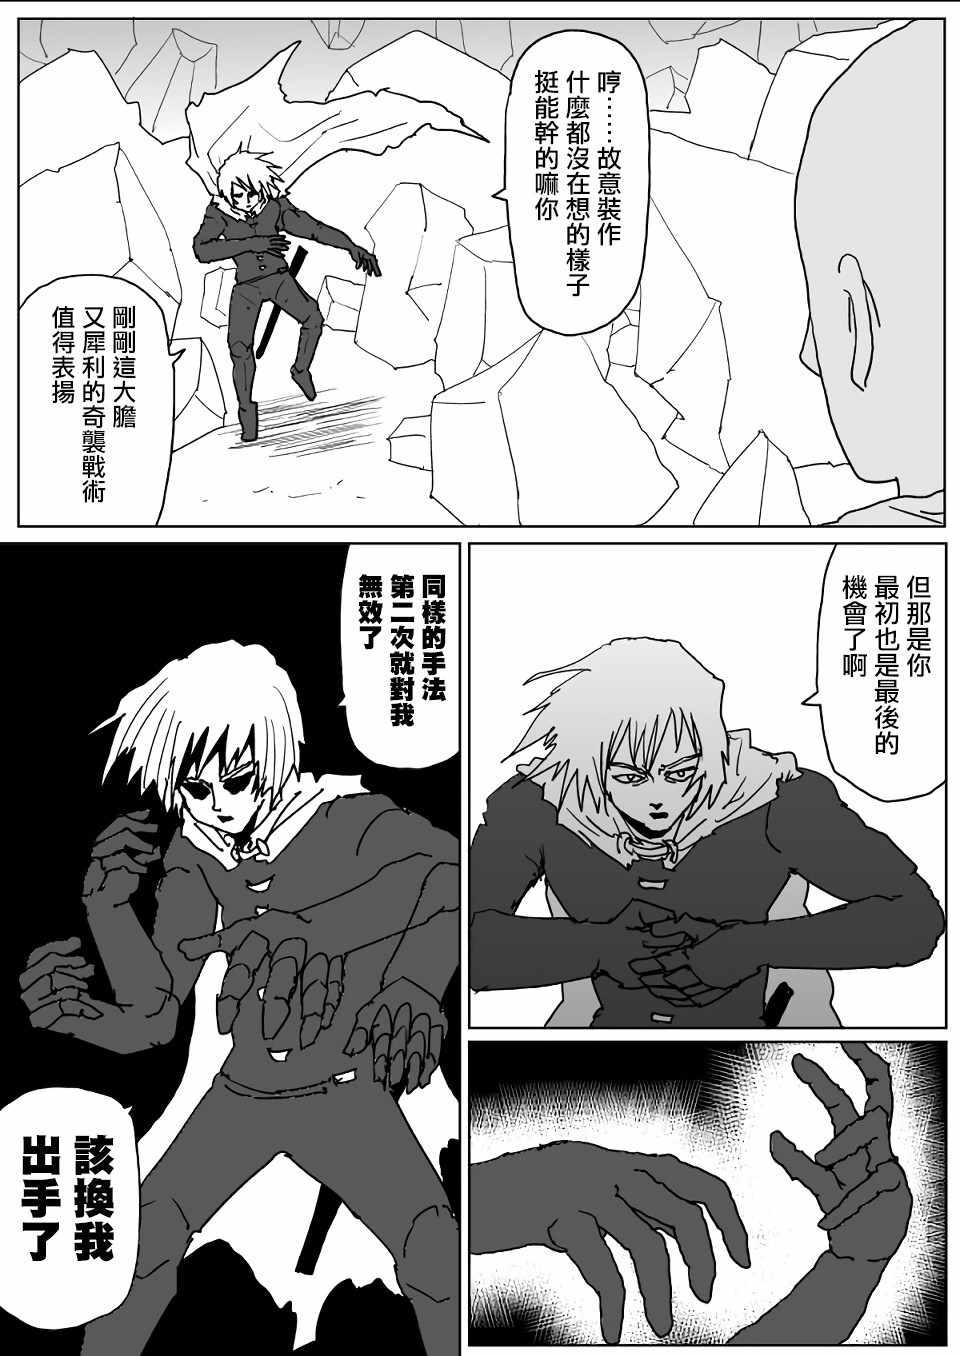 哼……故意裝作
什麼都沒在想的樣子
挺能幹的嘛你
剛剛這大膽
又犀利的奇襲戰術
值得表揚
但那是你
最初也是最後的
機會了啊
同樣的手法
第二次就對我
無效了
該換我
出手了